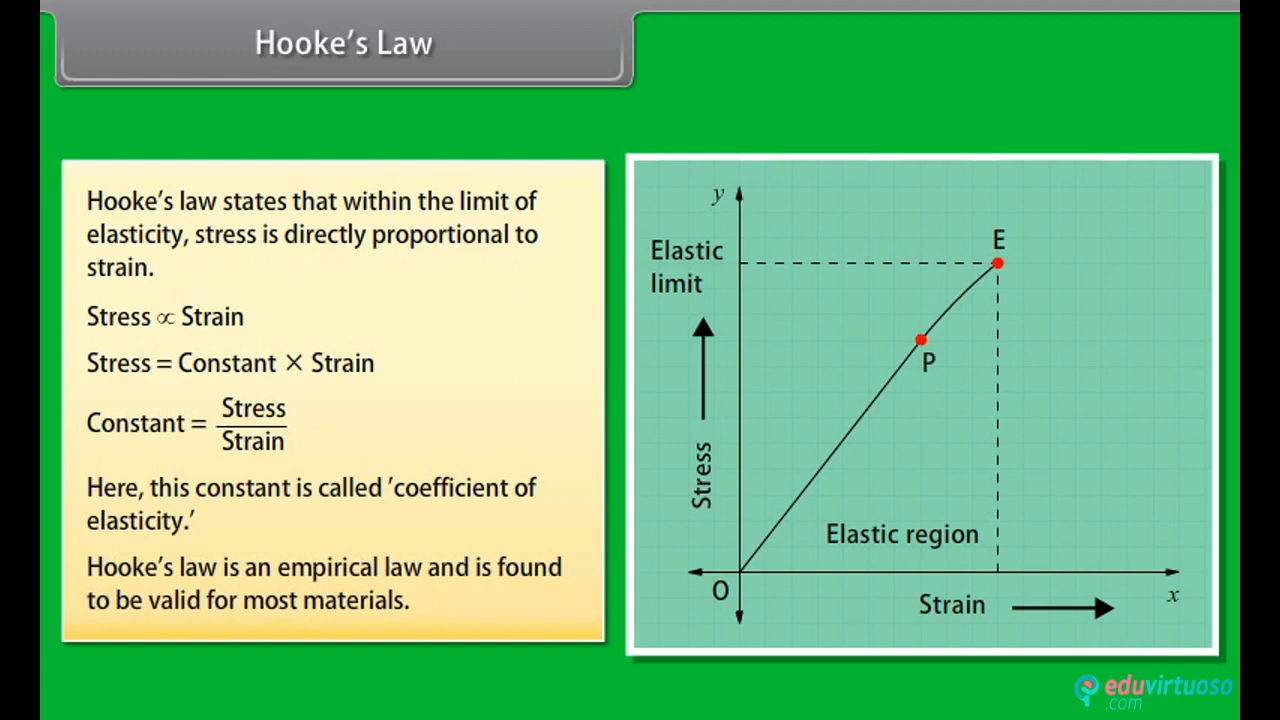 Hooke’s Law
Hooke’s law states that within the limit of
elasticity, stress is directly proportional to
strain.
Stress ∝ Strain
Stress = Constant × Strain
Constant = Stress
Strain
Here, this constant is called ’coefficient of
elasticity.’
Hooke’s law is an empirical law and is found
to be valid for most materials.
y
Elastic
limit
E
P
Stress
Elastic region
O
Strain
x
eduvirtuoso
.com